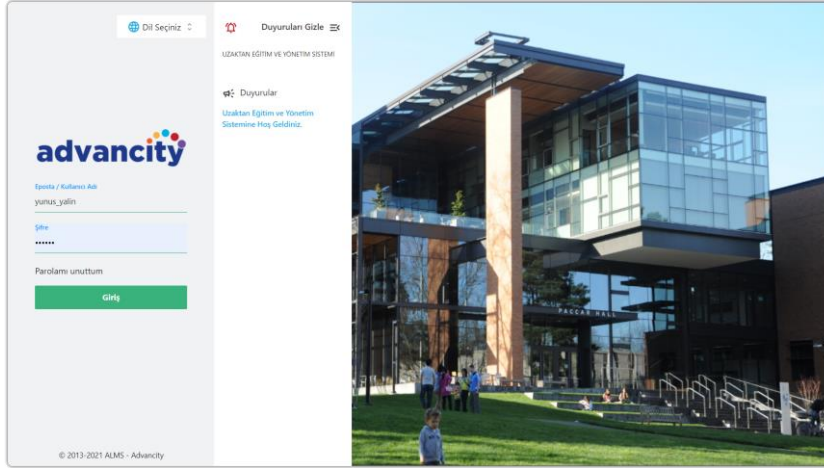 Dil Seçiniz
advancity
Eposta / Kullanıcı Adı
yunus_yalin
Şifre
••••••
Parolamı unuttum
Giriş
© 2013-2021 ALMS - Advancity
Duyuruları Gizle
UZAKTAN EĞİTİM VE YÖNETİM SİSTEMİ
Duyurular
Uzaktan Eğitim ve Yönetim
Sistemine Hoş Geldiniz.
PACCAR HALL